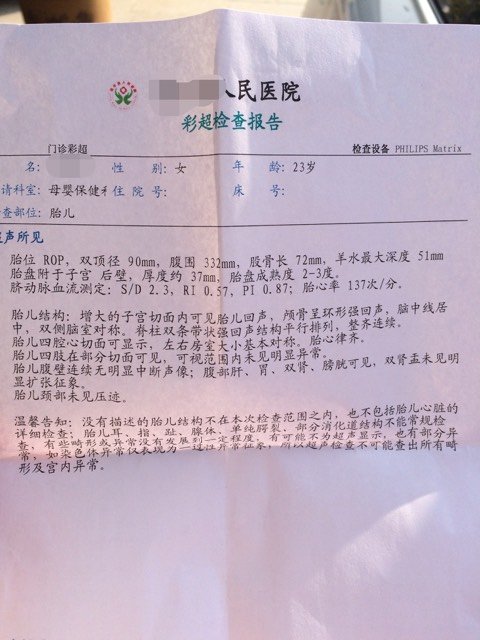 人民医院
彩超检查报告
门诊彩超 检查设备 PHILIPS Matrix
名: 性 别: 女 年 龄: 23岁
请科室: 母婴保健科 住 院 号: 床 号:
查部位: 胎儿
超声所见
胎位 ROP, 双顶径 90mm, 腹围 332mm, 股骨长 72mm, 羊水最大深度 51mm
胎盘附于子宫 后壁, 厚度约 37mm, 胎盘成熟度 2-3度。
脐动脉血流测定: S/D 2.3, RI 0.57, PI 0.87; 胎心率 137次/分。
胎儿结构: 增大的子宫切面内可见胎儿回声, 颅骨呈环形强回声, 脑中线居
中, 双侧脑室对称。脊柱双条带状强回声结构平行排列, 整齐连续。
胎儿四腔心切面可显示, 左右房室大小基本对称。胎心律齐。
胎儿四肢在部分切面可见, 可视范围内未见明显异常。
胎儿腹壁连续无明显中断声像; 腹部肝、胃、双肾、膀胱可见, 双肾盂未见明
显扩张征象。
胎儿颈部未见压迹。
温馨告知: 没有描述的胎儿结构不在本次检查范围之内, 也不包括胎儿心脏的
详细检查; 胎儿耳、指、趾、腺体、单纯腭裂、部分消化道结构不能常规检
查, 有些畸形及异常没有发展到一定程度, 有可能不为超声显示, 也有部分异
常, 如染色体异常仅表现为一过性异常征象, 所以超声检查不可能查出所有畸
形及宫内异常。